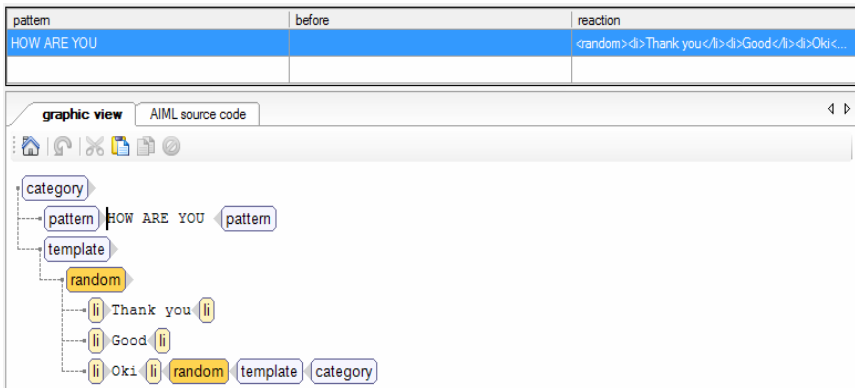 pattern before reaction
HOW ARE YOU <random><li>Thank you</li><li>Good</li><li>Oki<...
graphic view AIML source code
category
pattern HOW ARE YOU pattern
template
random
li Thank you li
li Good li
li Oki li random template category